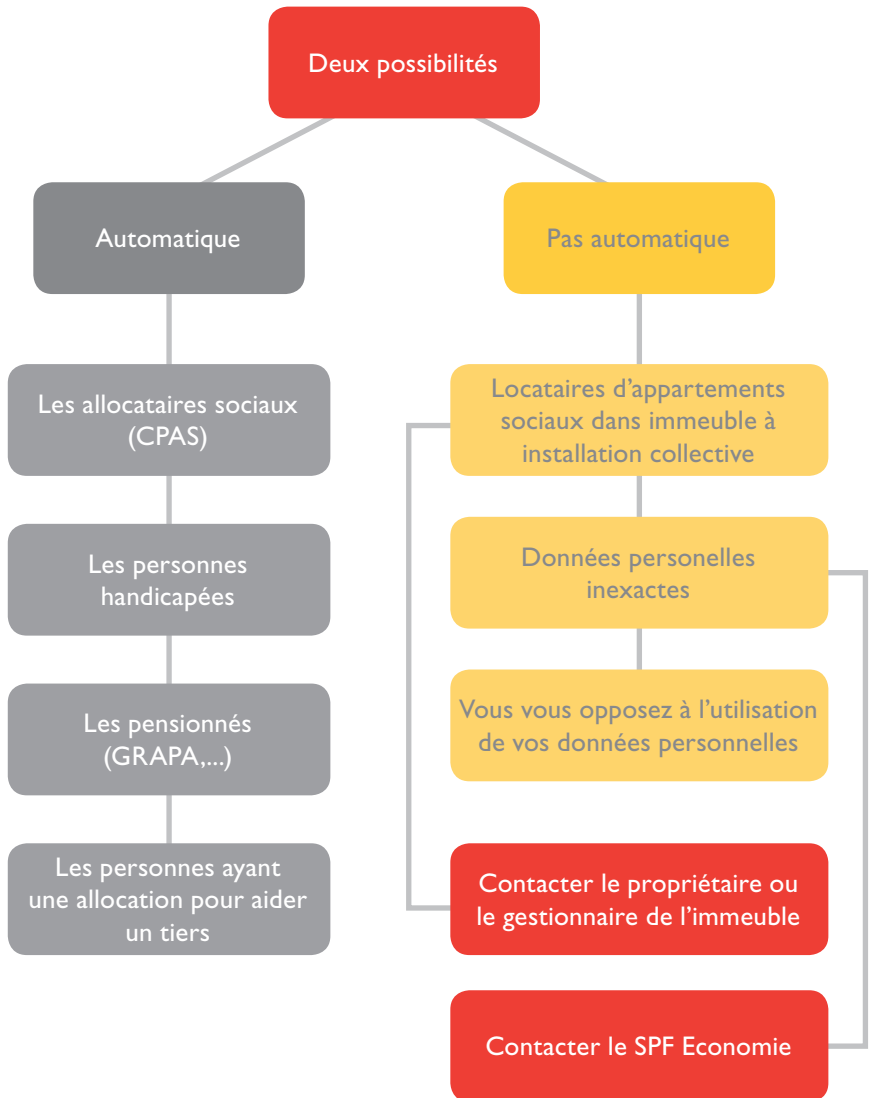 Deux possibilités
Automatique
Les allocataires sociaux
(CPAS)
Les personnes
handicapées
Les pensionnés
(GRAPA,...)
Les personnes ayant
une allocation pour aider
un tiers
Pas automatique
Locataires d’appartements
sociaux dans immeuble à
installation collective
Données personelles
inexactes
Vous vous opposez à l’utilisation
de vos données personnelles
Contacter le propriétaire ou
le gestionnaire de l’immeuble
Contacter le SPF Economie